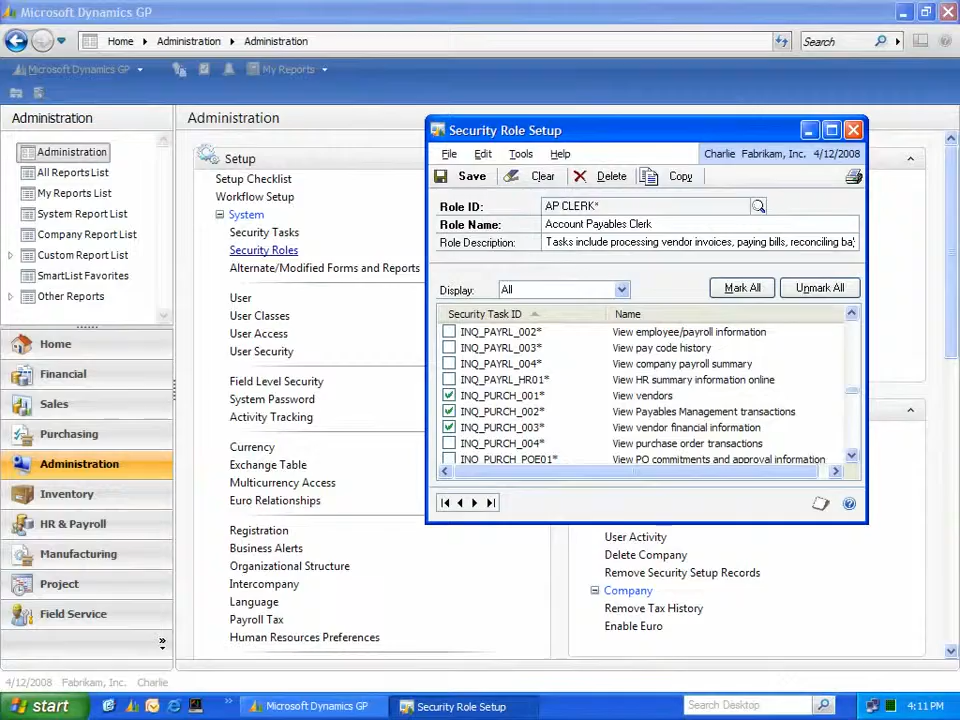 Microsoft Dynamics GP
Home Administration Administration
Search
Microsoft Dynamics GP My Reports
Administration
Administration
All Reports List
My Reports List
System Report List
Company Report List
Custom Report List
SmartList Favorites
Other Reports
Home
Financial
Sales
Purchasing
Administration
Inventory
HR & Payroll
Manufacturing
Project
Field Service
Administration
Setup
Setup Checklist
Workflow Setup
System
Security Tasks
Security Roles
Alternate/Modified Forms and Reports
User
User Classes
User Access
User Security
Field Level Security
System Password
Activity Tracking
Currency
Exchange Table
Multicurrency Access
Euro Relationships
Registration
Business Alerts
Organizational Structure
Intercompany
Language
Payroll Tax
Human Resources Preferences
Security Role Setup
File Edit Tools Help
Charlie Fabrikam, Inc. 4/12/2008
Save Clear Delete Copy
Role ID: AP CLERK*
Role Name: Account Payables Clerk
Role Description: Tasks include processing vendor invoices, paying bills, reconciling ba
Display: All Mark All Unmark All
Security Task ID Name
INQ_PAYRL_002* View employee/payroll information
INQ_PAYRL_003* View pay code history
INQ_PAYRL_004* View company payroll summary
INQ_PAYRL_HR01* View HR summary information online
INQ_PURCH_001* View vendors
INQ_PURCH_002* View Payables Management transactions
INQ_PURCH_003* View vendor financial information
INQ_PURCH_004* View purchase order transactions
INQ_PURCH_POE01* View PO commitments and approval information
User Activity
Delete Company
Remove Security Setup Records
Company
Remove Tax History
Enable Euro
4/12/2008 Fabrikam, Inc. Charlie
start
Microsoft Dynamics GP
Security Role Setup
Search Desktop
4:11 PM